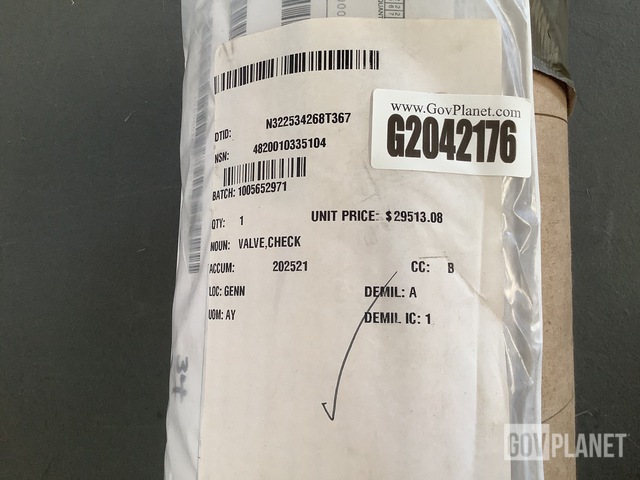 www.GovPlanet.com
G2042176
DTID: N322534268T367
NSN: 4820010335104
BATCH: 1005652971
QTY: 1 UNIT PRICE: $29513.08
NOUN: VALVE,CHECK
ACCUM: 202521 CC: B
LOC: GENN DEMIL: A
UOM: AY DEMIL IC: 1
34
GOVPLANET